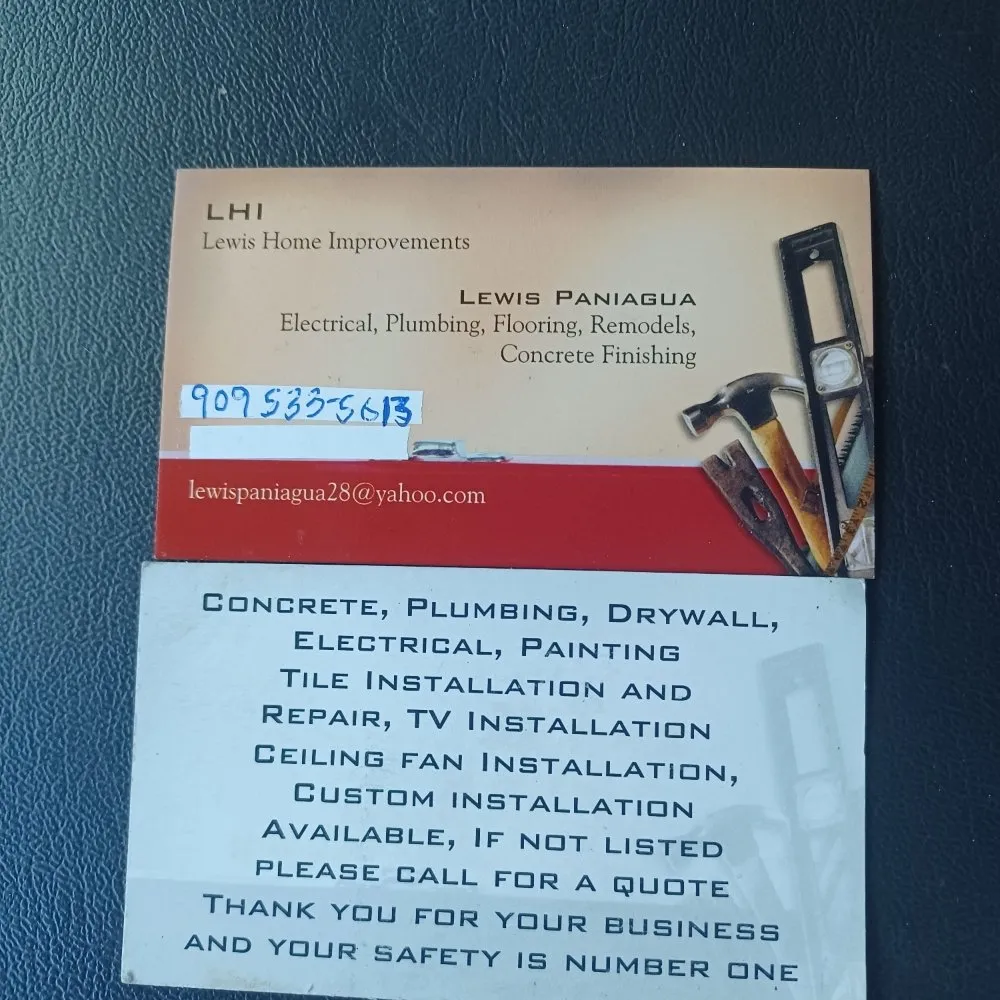 LHI
Lewis Home Improvements
Lewis Paniagua
Electrical, Plumbing, Flooring, Remodels,
Concrete Finishing
909 533-5613
lewispaniagua28@yahoo.com
Concrete, Plumbing, Drywall,
Electrical, Painting
Tile Installation and
Repair, TV Installation
Ceiling fan Installation,
Custom installation
Available, If not listed
please call for a quote
Thank you for your business
and your safety is number one